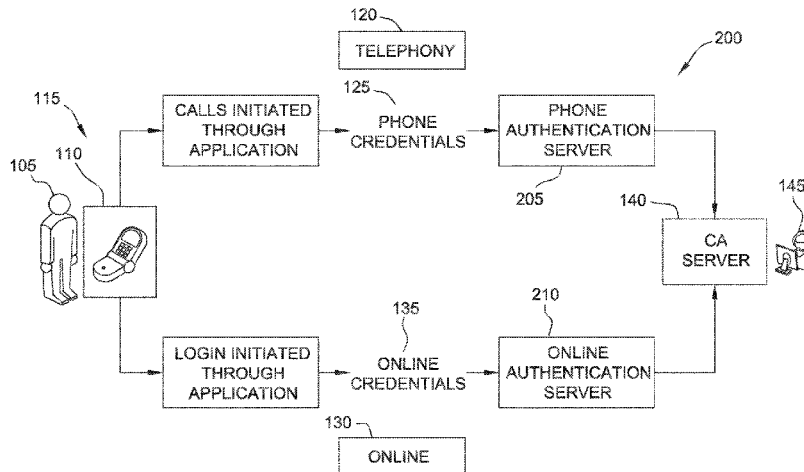 120
TELEPHONY
200
115
CALLS INITIATED
THROUGH
APPLICATION
125
PHONE
CREDENTIALS
PHONE
AUTHENTICATION
SERVER
205
105
110
140
CA
SERVER
145
LOGIN INITIATED
THROUGH
APPLICATION
135
ONLINE
CREDENTIALS
210
ONLINE
AUTHENTICATION
SERVER
130
ONLINE